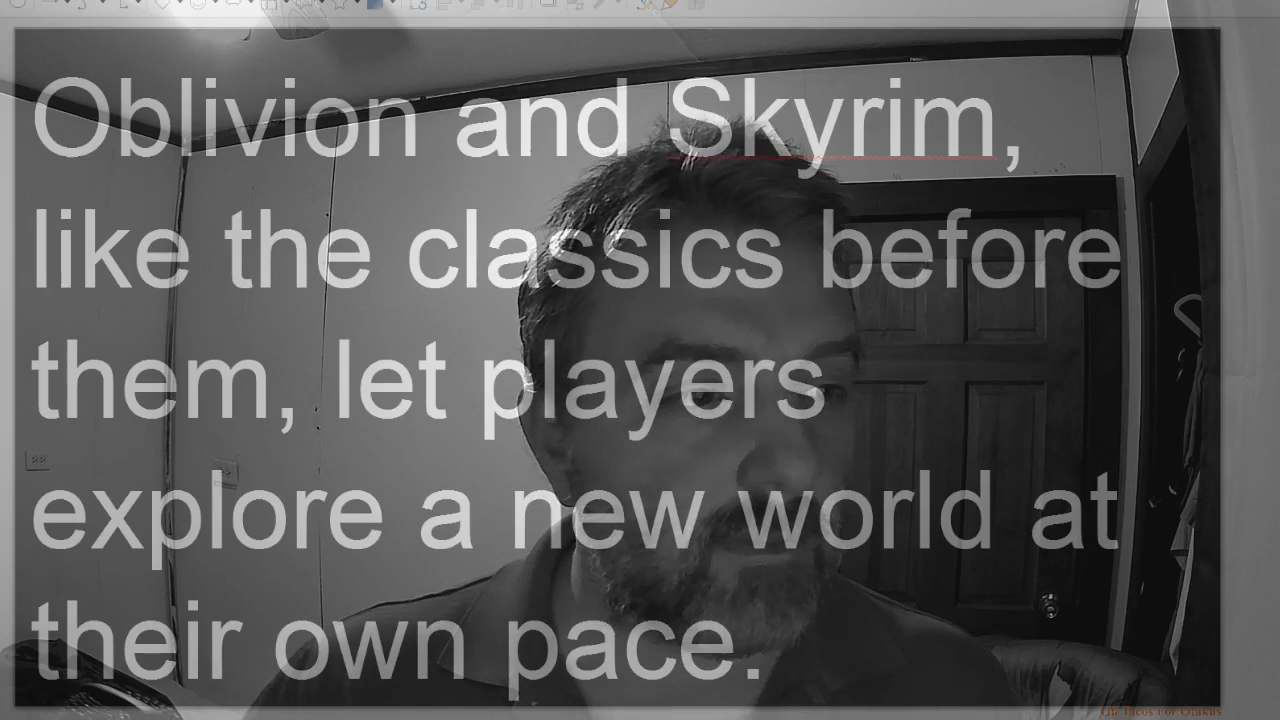 Oblivion and Skyrim,
like the classics before
them, let players
explore a new world at
their own pace.